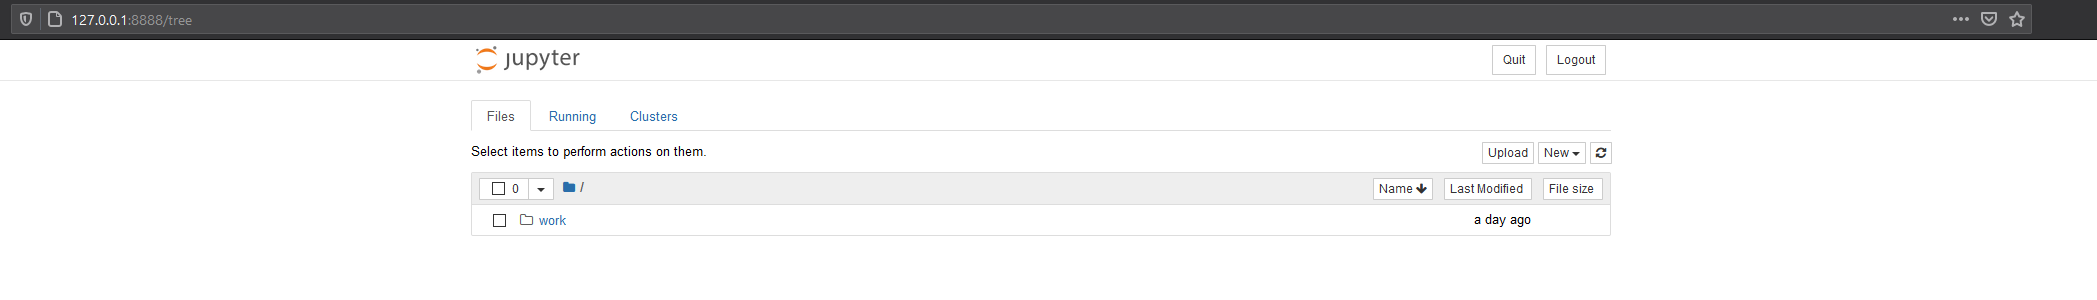 127.0.0.1:8888/tree
jupyter
Quit Logout
Files Running Clusters
Select items to perform actions on them.
Upload New
0 / Name Last Modified File size
work a day ago